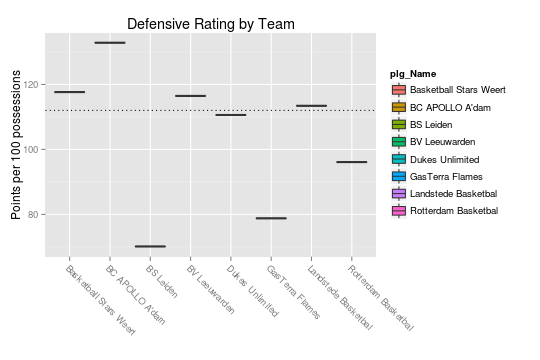 Defensive Rating by Team
Points per 100 possessions
120
100
80
Basketball Stars Weert
BC APOLLO A'dam
BS Leiden
BV Leeuwarden
Dukes Unlimited
GasTerra Flames
Landstede Basketbal
Rotterdam Basketbal
plg_Name
Basketball Stars Weert
BC APOLLO A'dam
BS Leiden
BV Leeuwarden
Dukes Unlimited
GasTerra Flames
Landstede Basketbal
Rotterdam Basketbal